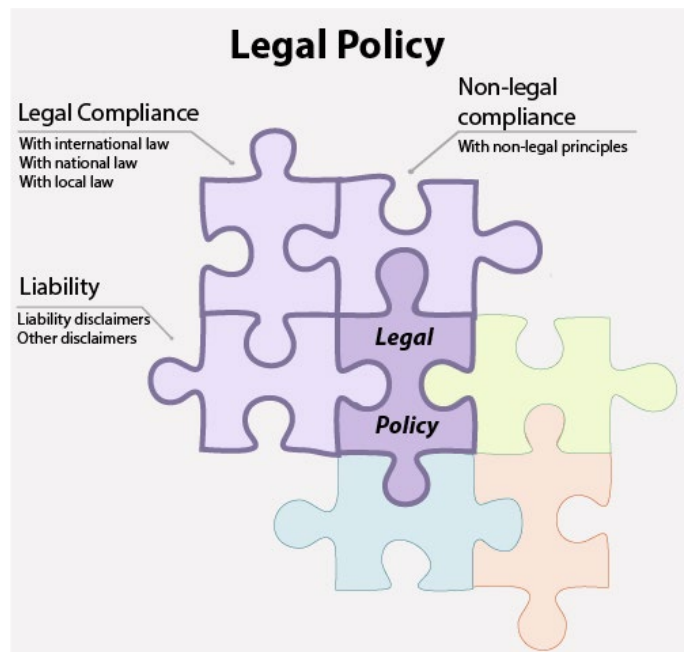 Legal Policy
Legal Compliance
With international law
With national law
With local law
Non-legal
compliance
With non-legal principles
Liability
Liability disclaimers
Other disclaimers
Legal
Policy